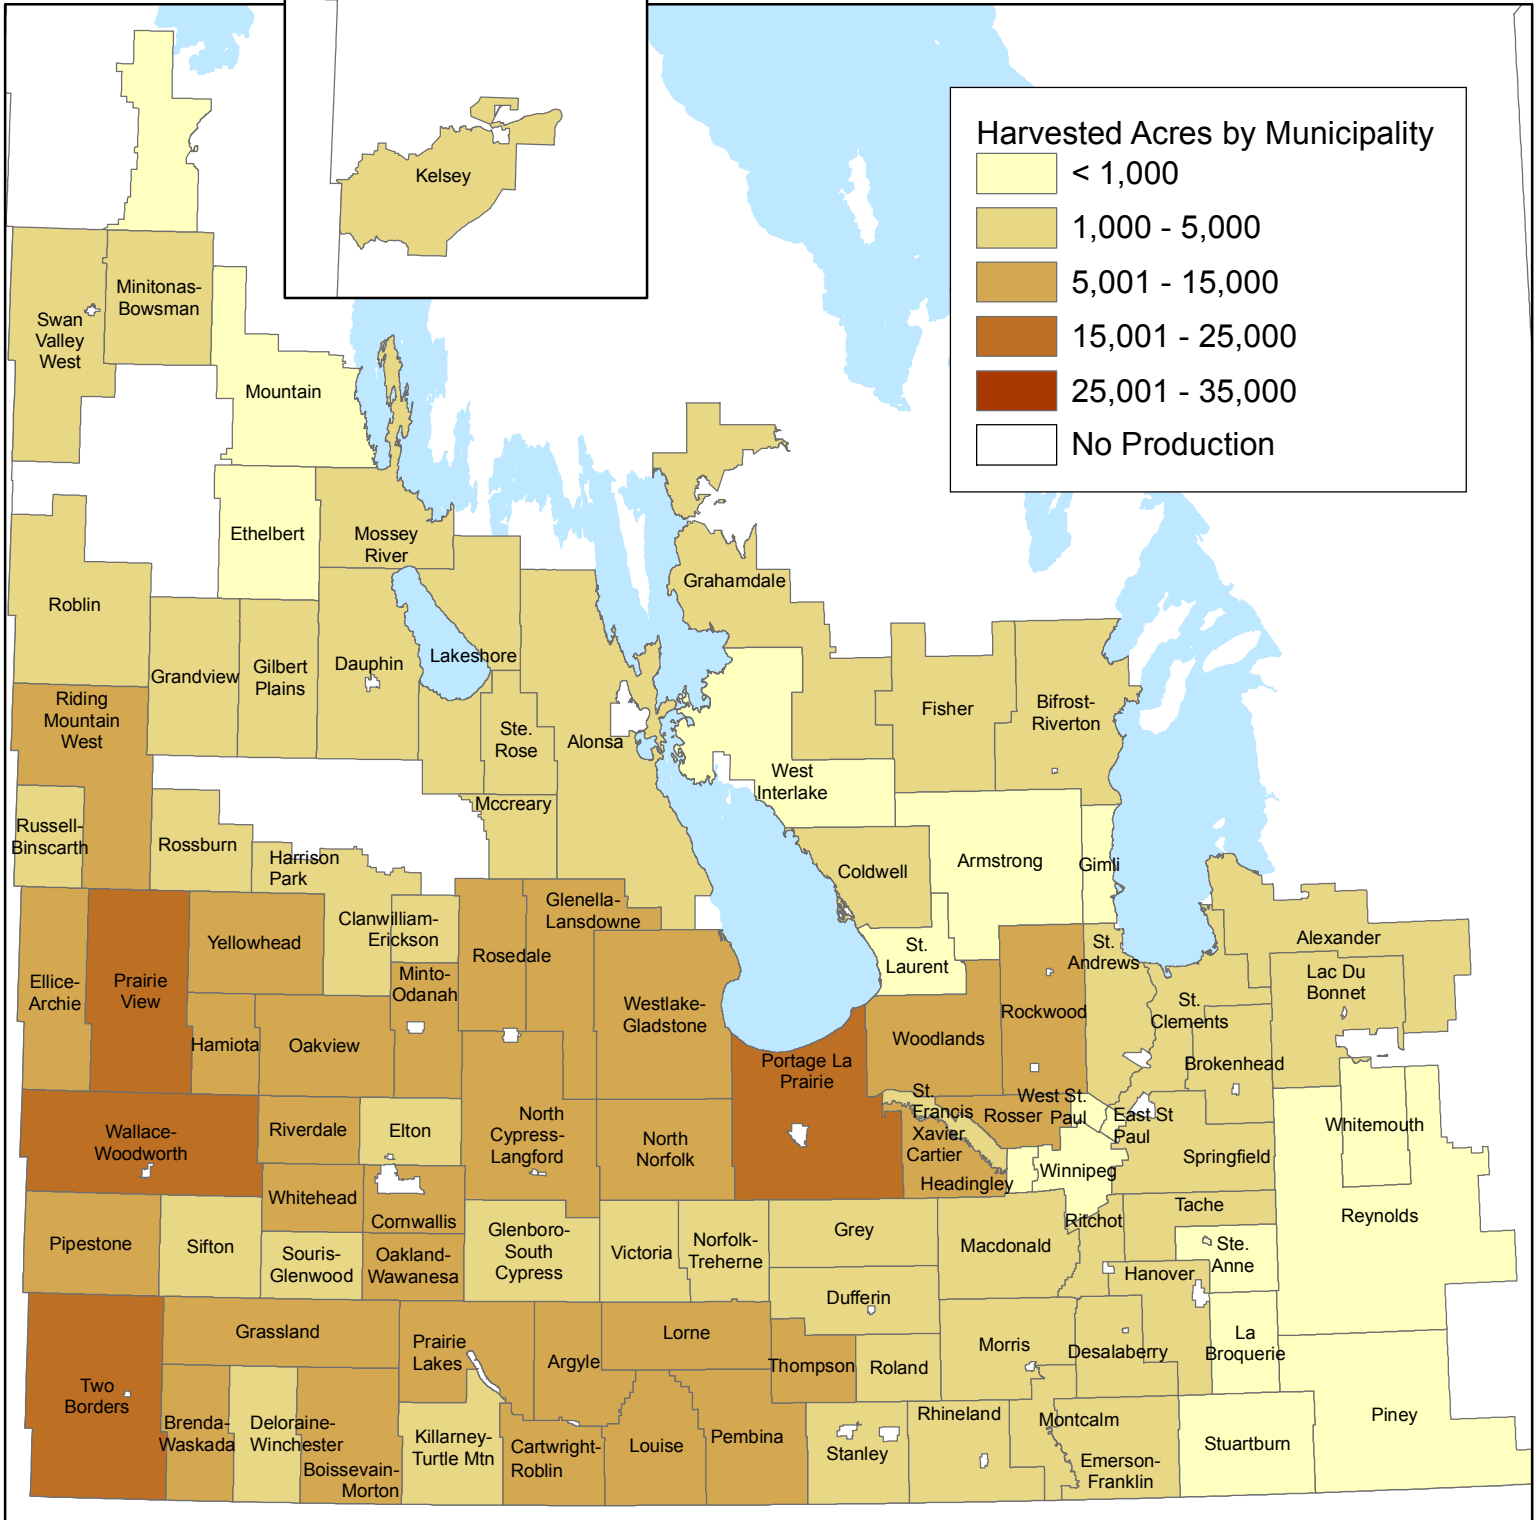 Kelsey
Harvested Acres by Municipality
< 1,000
1,000 - 5,000
5,001 - 15,000
15,001 - 25,000
25,001 - 35,000
No Production
Swan
Valley
West
Minitonas-
Bowsman
Mountain
Ethelbert
Mossey
River
Roblin
Grandview
Gilbert
Plains
Dauphin
Lakeshore
Ste.
Rose
Alonsa
Mccreary
Grahamdale
Fisher
Bifrost-
Riverton
West
Interlake
Riding
Mountain
West
Russell-
Binscarth
Rossburn
Harrison
Park
Coldwell
Armstrong
Gimli
Clanwilliam-
Erickson
Yellowhead
Glenella-
Lansdowne
Rosedale
Ellice-
Archie
Prairie
View
Minto-
Odanah
Westlake-
Gladstone
St.
Laurent
St.
Andrews
Alexander
Lac Du
Bonnet
Hamiota
Oakview
Woodlands
Rockwood
St.
Clements
Brokenhead
Portage La
Prairie
Wallace-
Woodworth
Riverdale
Elton
North
Cypress-
Langford
North
Norfolk
St.
Francis
Xavier
Cartier
Rosser
West St.
Paul
East St
Paul
Whitemouth
Headingley
Winnipeg
Springfield
Whitehead
Cornwallis
Pipestone
Sifton
Souris-
Glenwood
Oakland-
Wawanesa
Glenboro-
South
Cypress
Victoria
Norfolk-
Treherne
Grey
Macdonald
Ritchot
Tache
Reynolds
Ste.
Anne
Hanover
Dufferin
Two
Borders
Grassland
Prairie
Lakes
Argyle
Lorne
Thompson
Roland
Morris
Desalaberry
La
Broquerie
Brenda-
Waskada
Deloraine-
Winchester
Boissevain-
Morton
Killarney-
Turtle Mtn
Cartwright-
Roblin
Louise
Pembina
Stanley
Rhineland
Montcalm
Emerson-
Franklin
Stuartburn
Piney